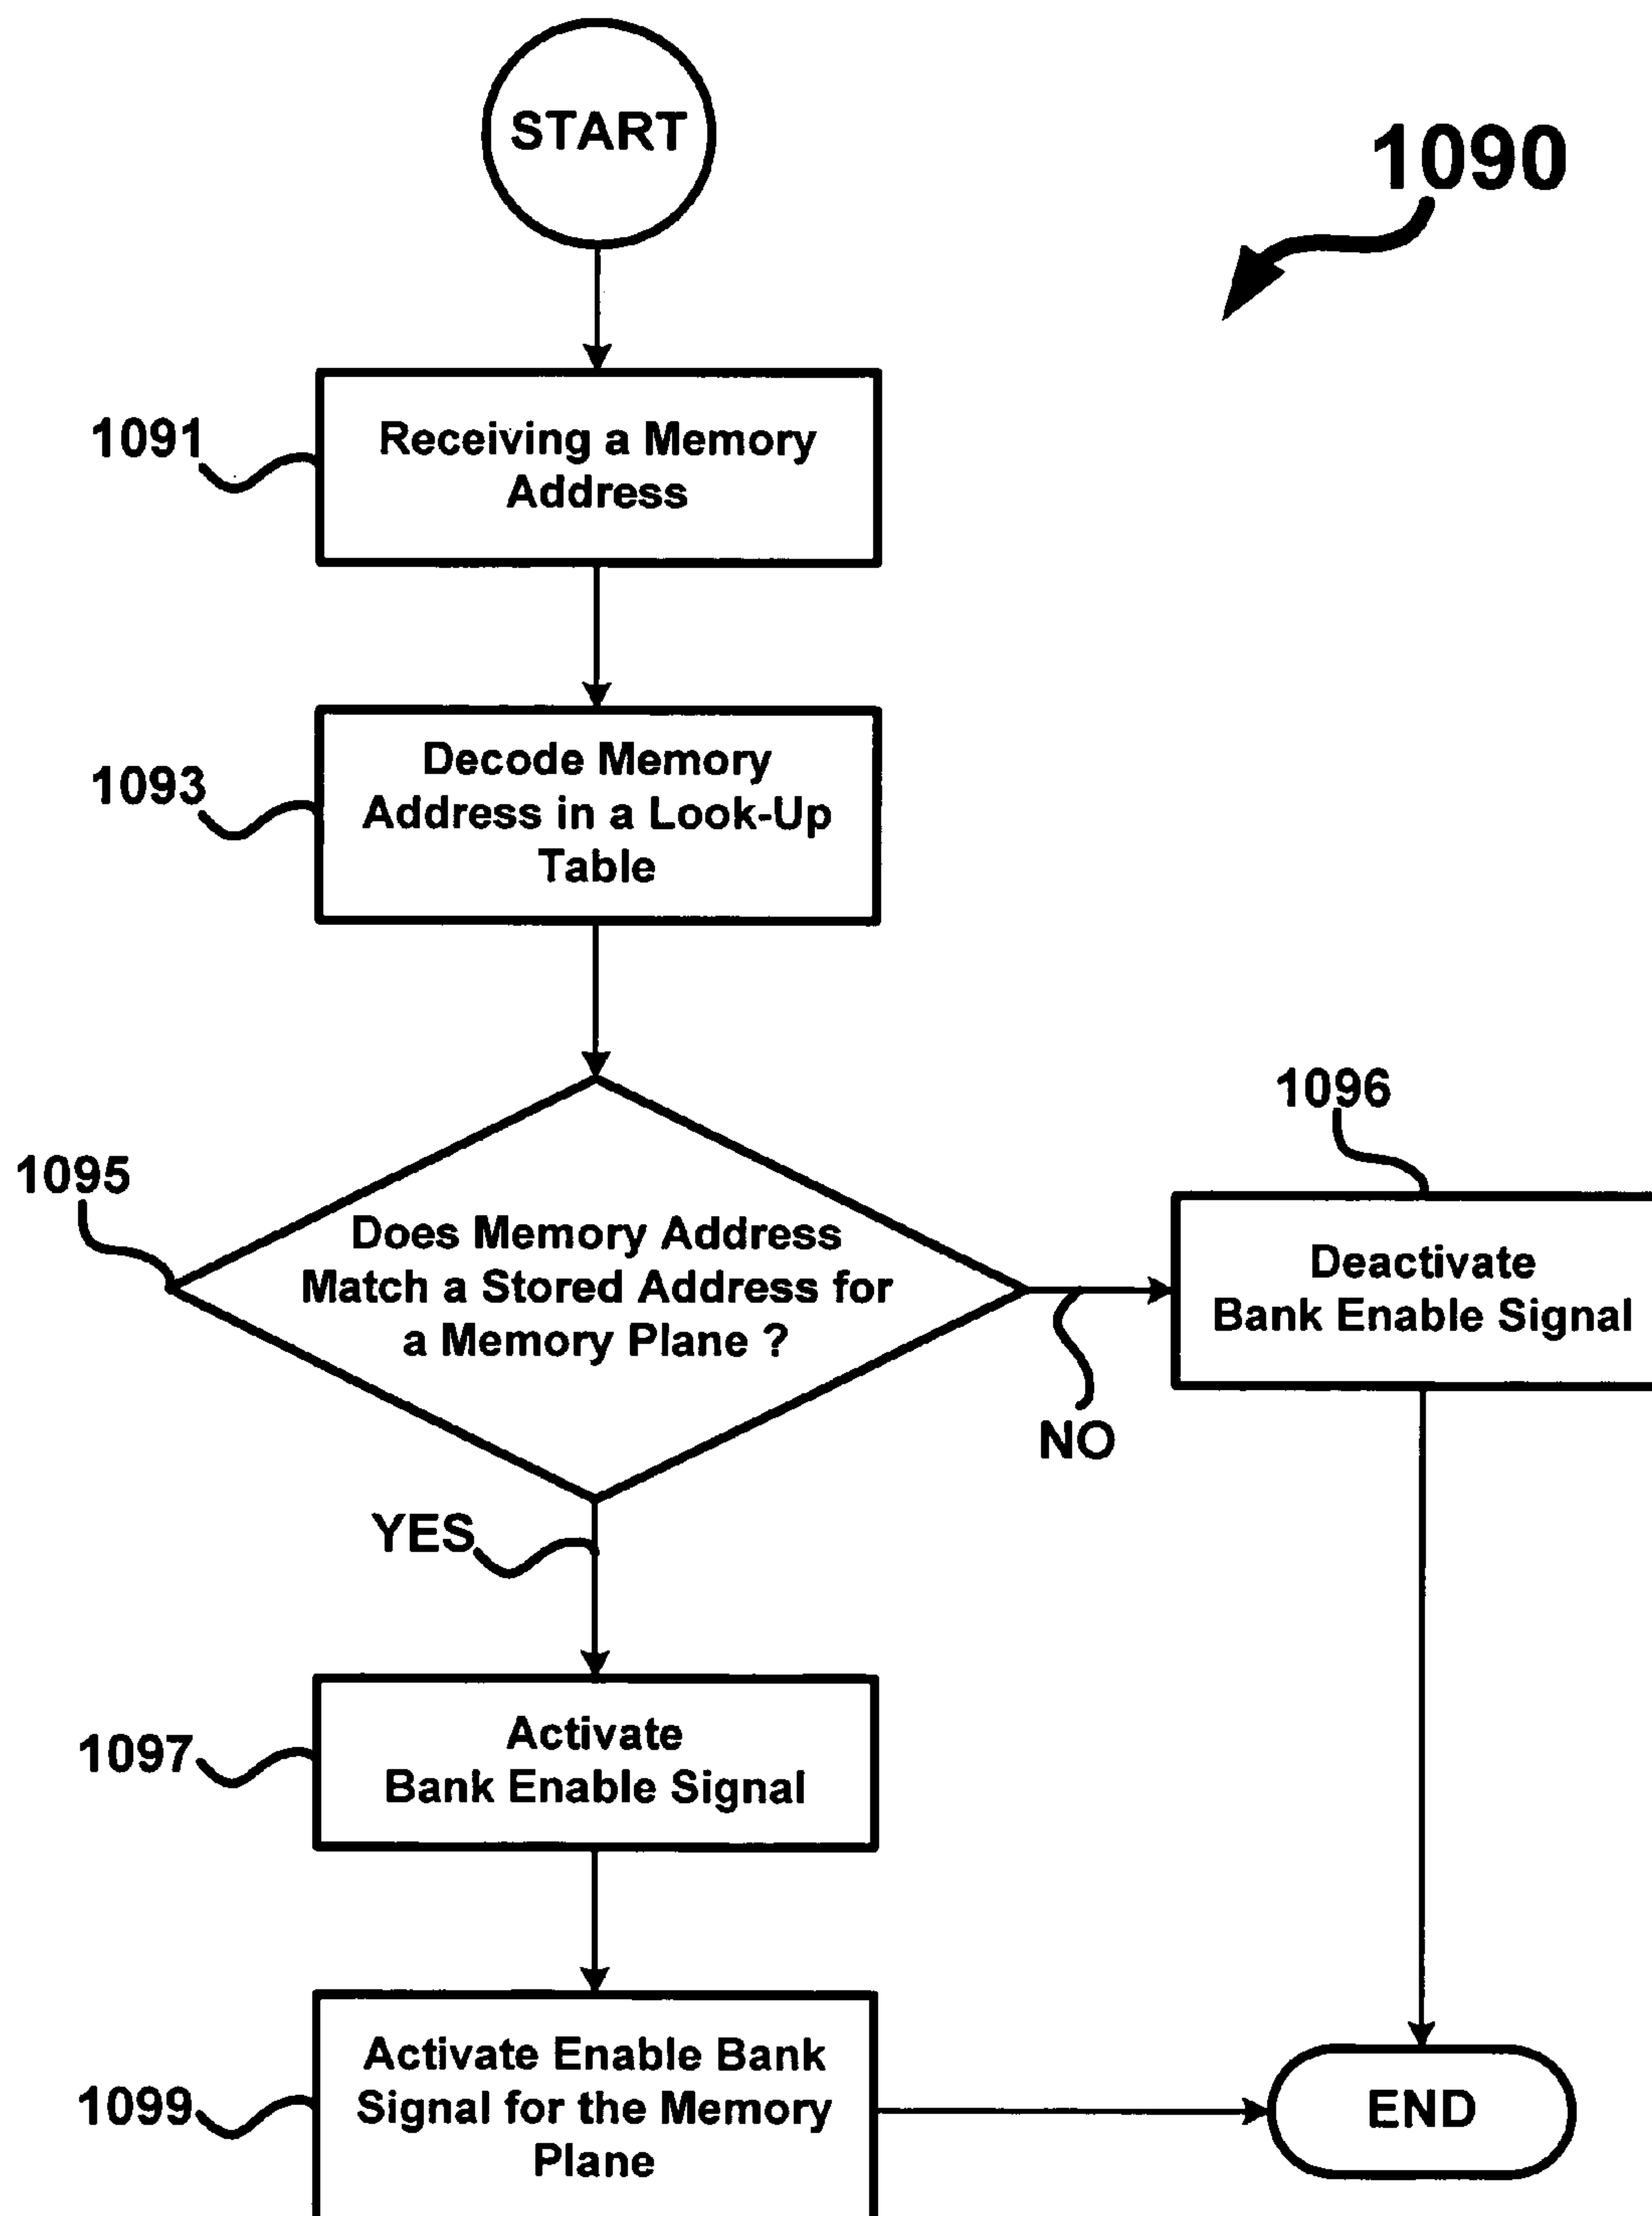 START
1090
1091
Receiving a Memory
Address
1093
Decode Memory
Address in a Look-Up
Table
1095
Does Memory Address
Match a Stored Address for
a Memory Plane ?
NO
1096
Deactivate
Bank Enable Signal
YES
1097
Activate
Bank Enable Signal
1099
Activate Enable Bank
Signal for the Memory
Plane
END